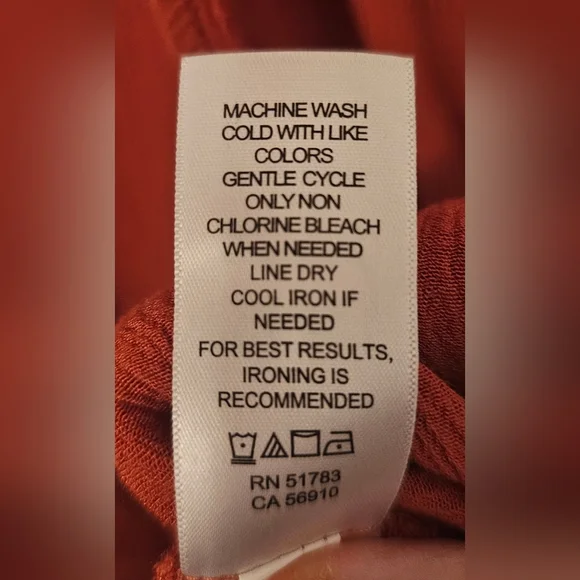 MACHINE WASH
COLD WITH LIKE
COLORS
GENTLE CYCLE
ONLY NON
CHLORINE BLEACH
WHEN NEEDED
LINE DRY
COOL IRON IF
NEEDED
FOR BEST RESULTS,
IRONING IS
RECOMMENDED
RN 51783
CA 56910